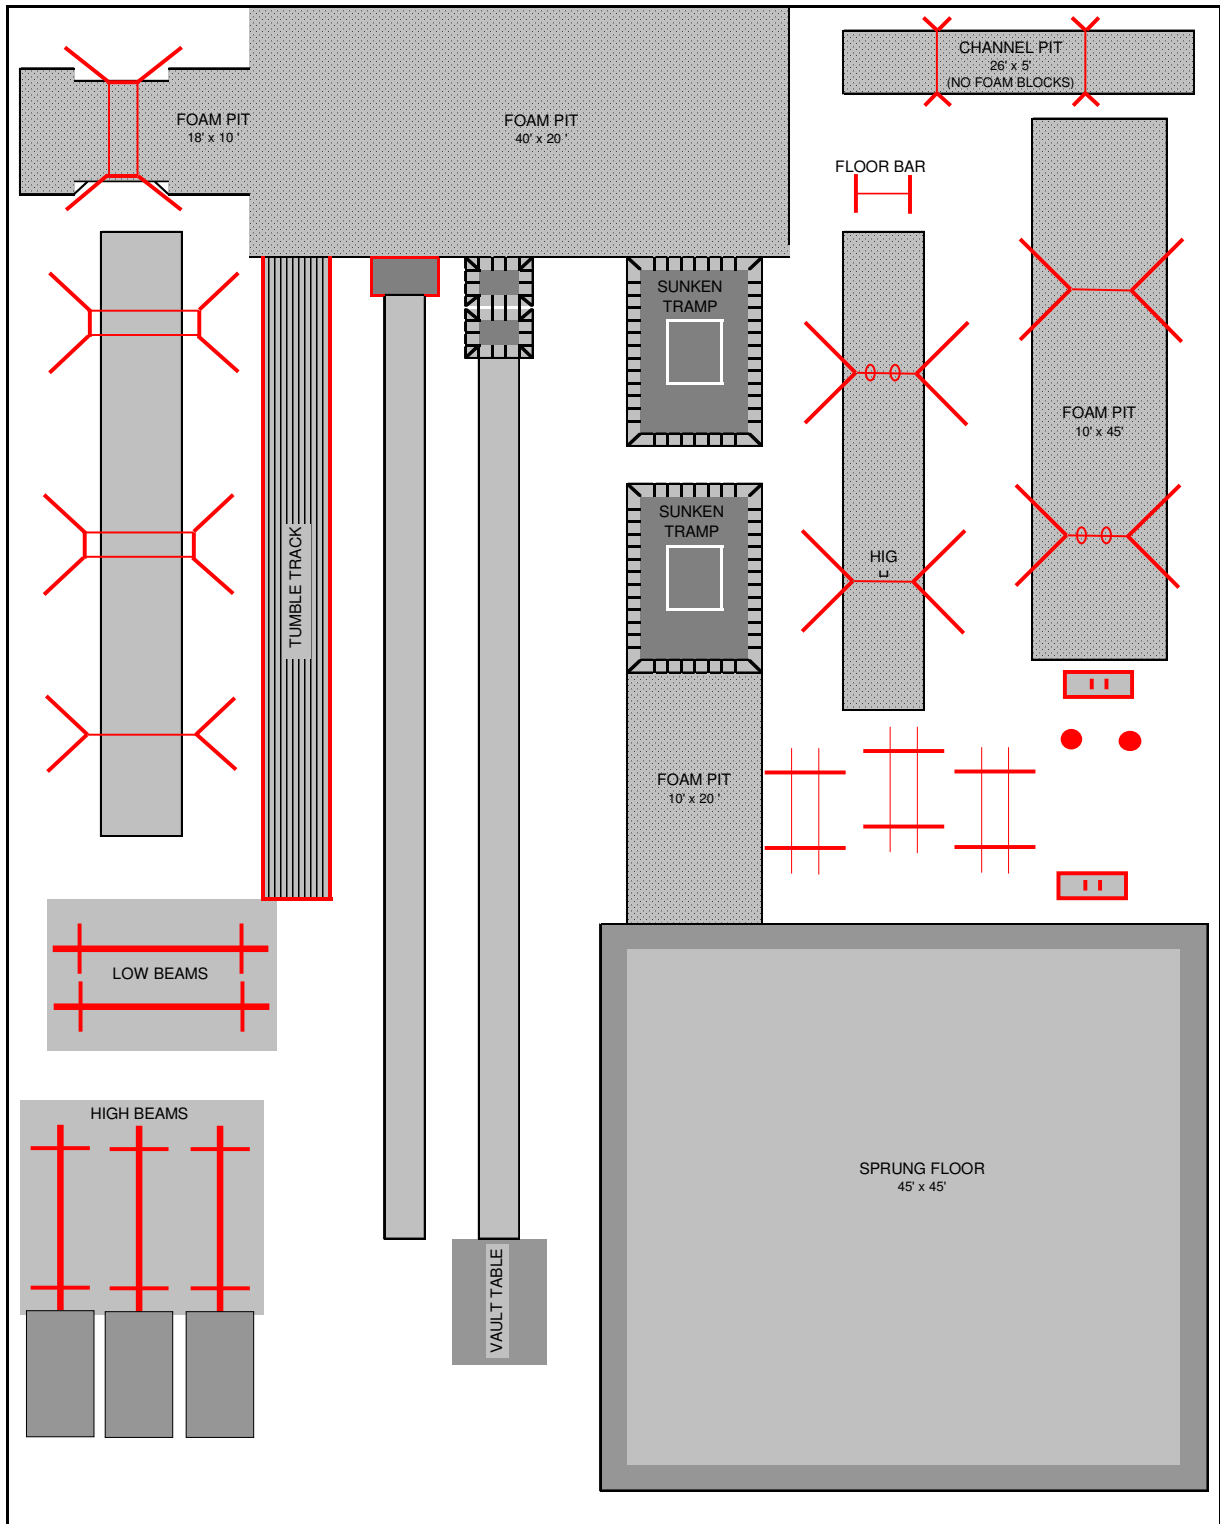 CHANNEL PIT
26' x 5'
(NO FOAM BLOCKS)
FOAM PIT
18' x 10 '
FOAM PIT
40' x 20 '
FLOOR BAR
SUNKEN
TRAMP
FOAM PIT
10' x 45'
SUNKEN
TRAMP
TUMBLE TRACK
HIG
FOAM PIT
10' x 20 '
LOW BEAMS
HIGH BEAMS
SPRUNG FLOOR
45' x 45'
VAULT TABLE